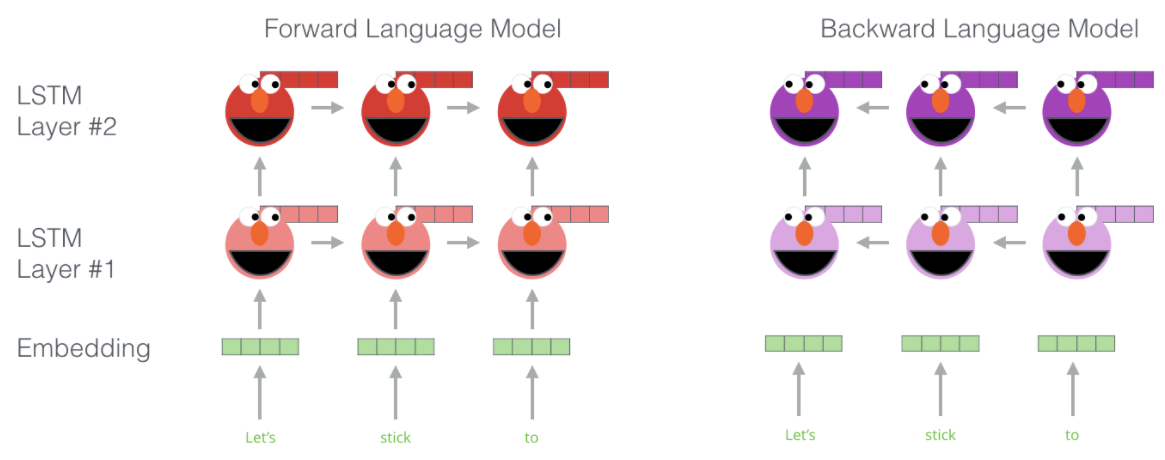 Forward Language Model
Backward Language Model
LSTM
Layer #2
LSTM
Layer #1
Embedding
Let's
stick
to
Let's
stick
to